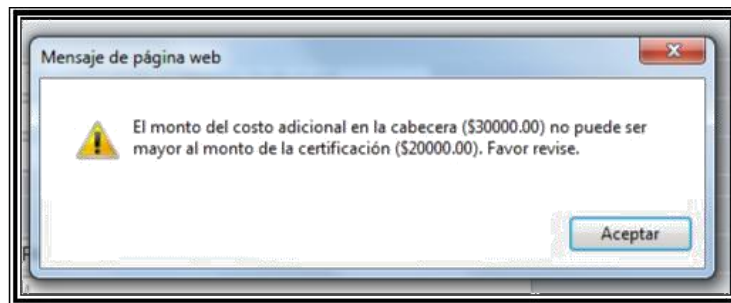 Mensaje de página web
El monto del costo adicional en la cabecera ($30000.00) no puede ser
mayor al monto de la certificación ($20000.00). Favor revise.
Aceptar